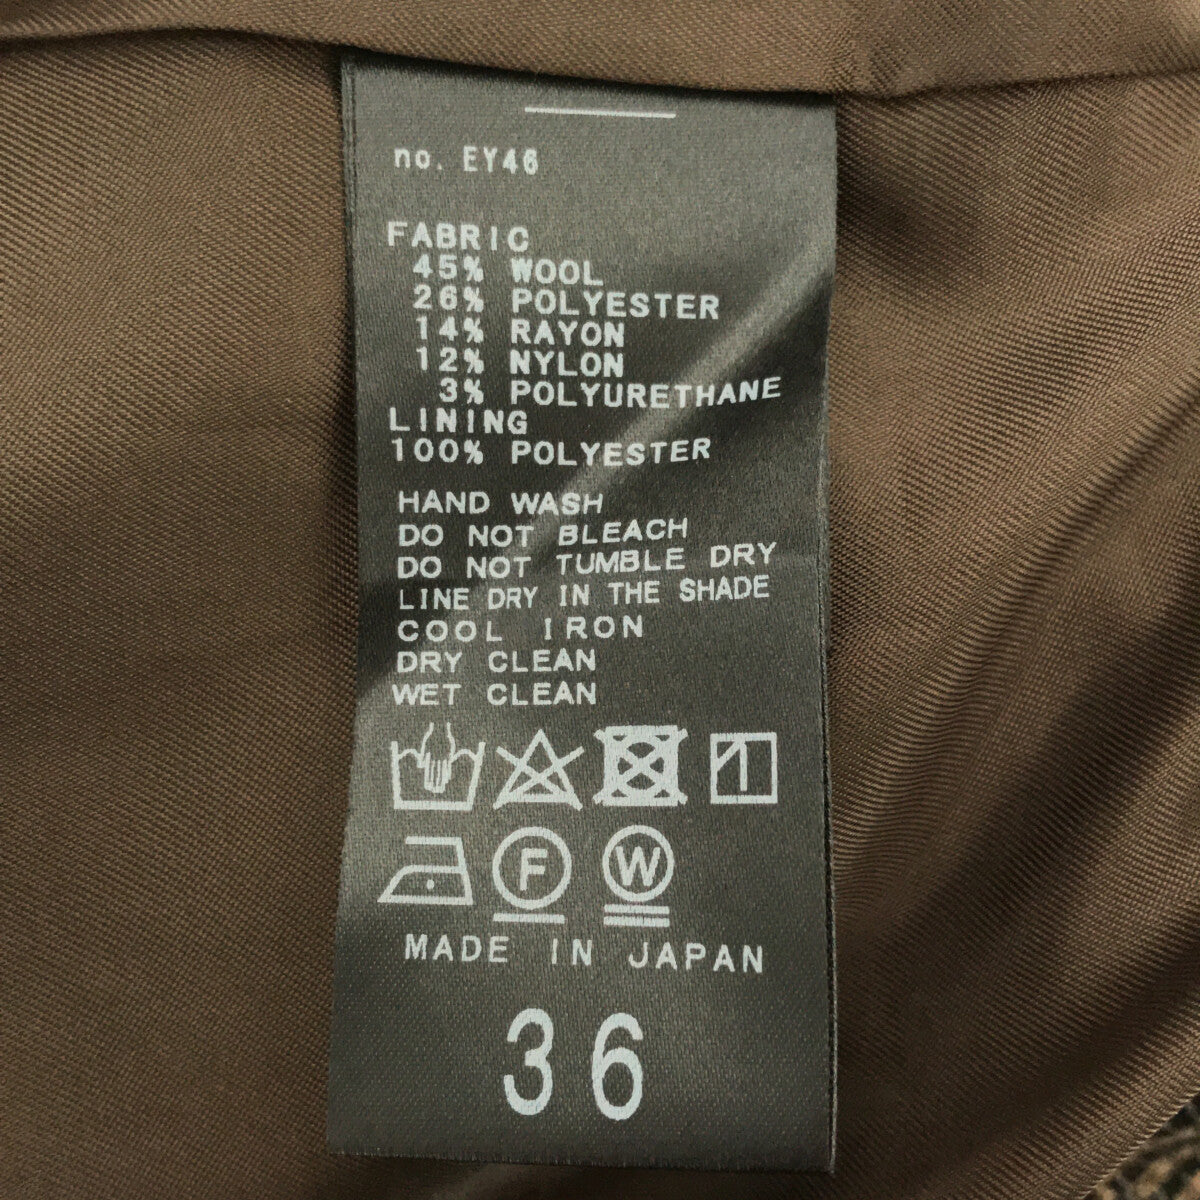 no. EY46
FABRIC
45% WOOL
26% POLYESTER
14% RAYON
12% NYLON
3% POLYURETHANE
LINING
100% POLYESTER
HAND WASH
DO NOT BLEACH
DO NOT TUMBLE DRY
LINE DRY IN THE SHADE
COOL IRON
DRY CLEAN
WET CLEAN
F W
MADE IN JAPAN
36